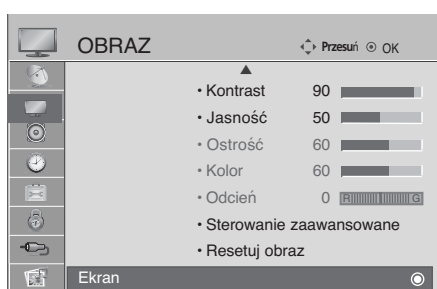 OBRAZ Przesuń OK
• Kontrast 90
• Jasność 50
• Ostrość 60
• Kolor 60
• Odcień 0 R G
• Sterowanie zaawansowane
• Resetuj obraz
Ekran